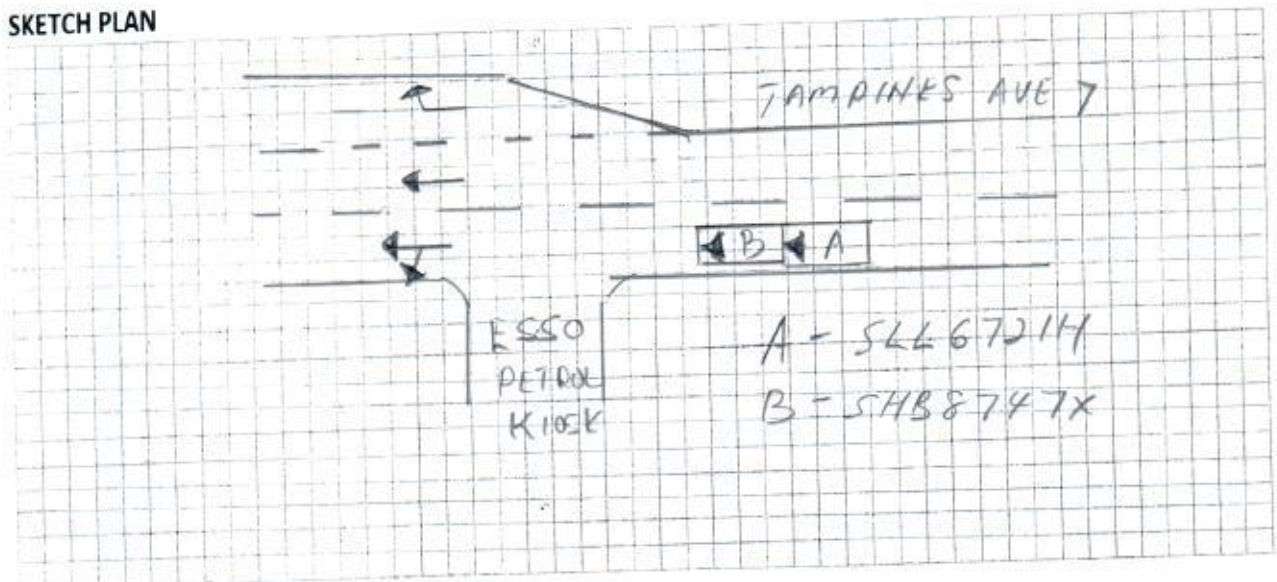 SKETCH PLAN
TAMPINES AVE 7
B A
ESSO
PETROL
KIOSK
A - SLL6721H
B - SHB8747X